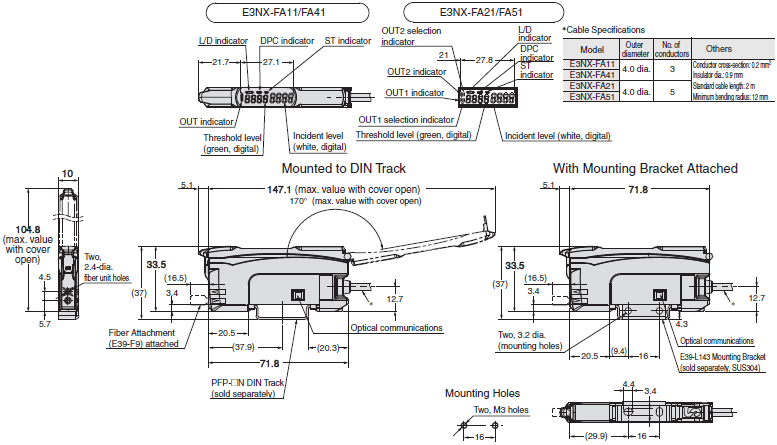 E3NX-FA11/FA41
L/D indicator
DPC indicator
ST indicator
21.7
27.1
OUT indicator
Threshold level
(green, digital)
Incident level
(white, digital)
E3NX-FA21/FA51
OUT2 selection
indicator
L/D
indicator
DPC
indicator
ST
indicator
21
27.8
OUT2 indicator
OUT1 indicator
OUT1 selection indicator
Threshold level (green, digital)
Incident level (white, digital)
*Cable Specifications
Model
Outer
diameter
No. of
conductors
Others
E3NX-FA11
E3NX-FA41
4.0 dia.
3
E3NX-FA21
E3NX-FA51
4.0 dia.
5
Conductor cross-section: 0.2 mm²
Insulator dia.: 0.9 mm
Standard cable length: 2 m
Minimum bending radius: 12 mm
10
104.8
(max. value
with cover
open)
Two,
2.4-dia.
fiber unit holes
4.5
5.7
Mounted to DIN Track
5.1
147.1 (max. value with cover open)
170° (max. value with cover open)
(37)
33.5
(16.5)
3.4
12.7
*
Fiber Attachment
(E39-F9) attached
20.5
(37.9)
(20.3)
71.8
Optical communications
PFP-□N DIN Track
(sold separately)
With Mounting Bracket Attached
5.1
71.8
(37)
33.5
(16.5)
3.4
12.7
*
4.3
Two, 3.2 dia.
(mounting holes)
20.5
(9.4)
16
Optical communications
E39-L143 Mounting Bracket
(sold separately, SUS304)
Mounting Holes
Two, M3 holes
16
4.4
3.4
(29.9)
16